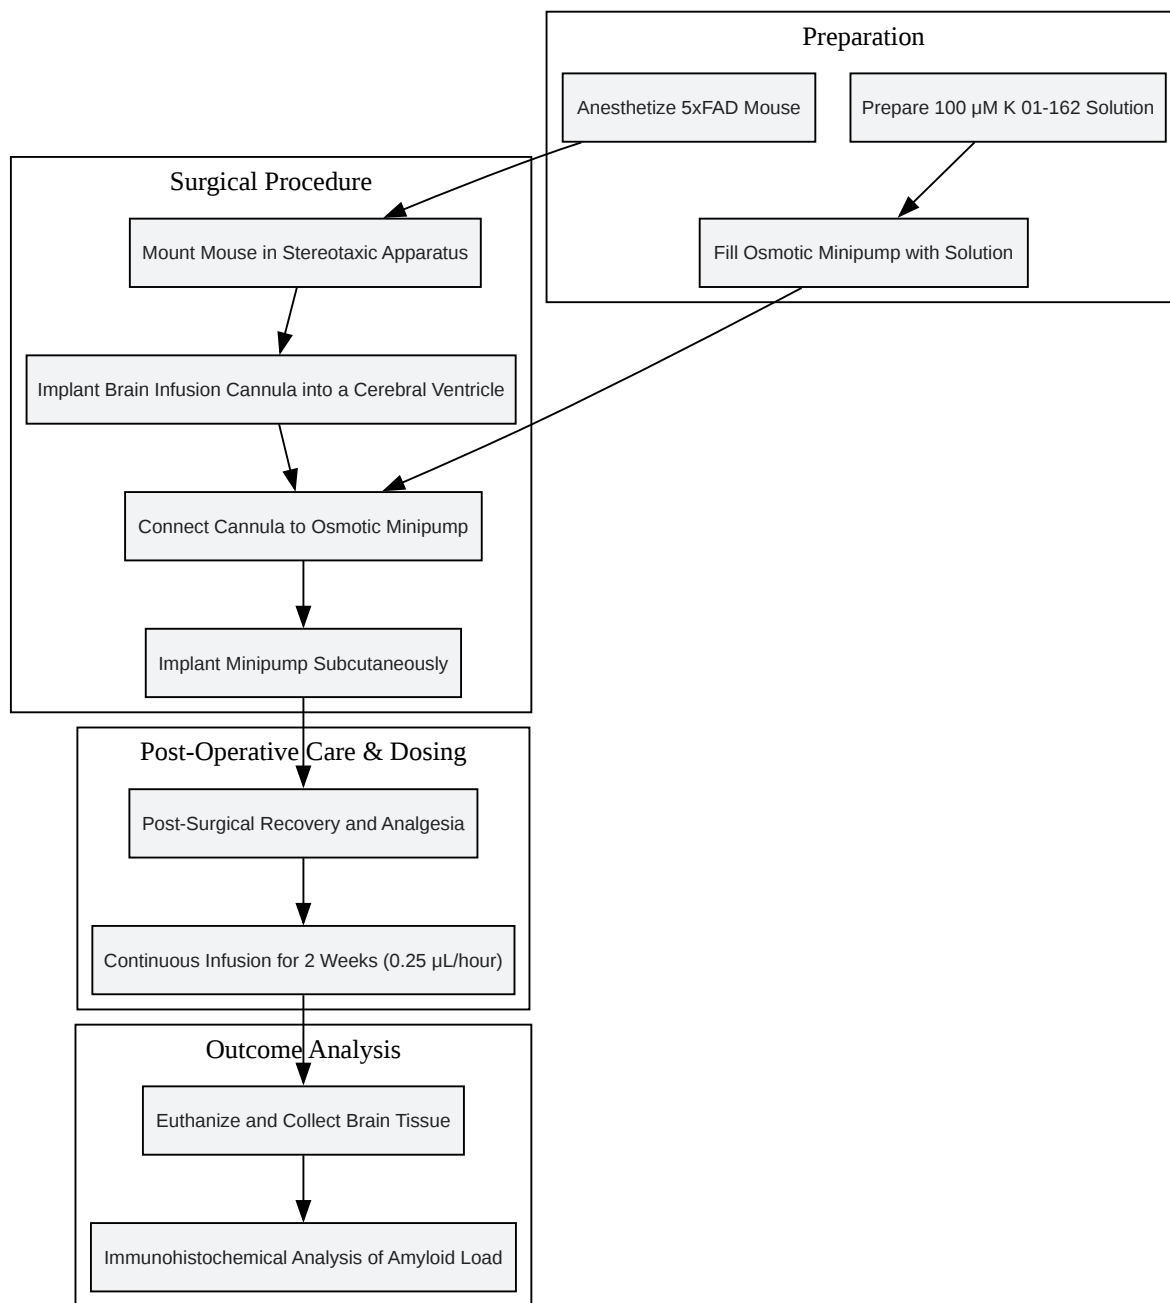 Preparation
Anesthetize 5xFAD Mouse
Prepare 100 μM K 01-162 Solution
Fill Osmotic Minipump with Solution
Surgical Procedure
Mount Mouse in Stereotaxic Apparatus
Implant Brain Infusion Cannula into a Cerebral Ventricle
Connect Cannula to Osmotic Minipump
Implant Minipump Subcutaneously
Post-Operative Care & Dosing
Post-Surgical Recovery and Analgesia
Continuous Infusion for 2 Weeks (0.25 μL/hour)
Outcome Analysis
Euthanize and Collect Brain Tissue
Immunohistochemical Analysis of Amyloid Load